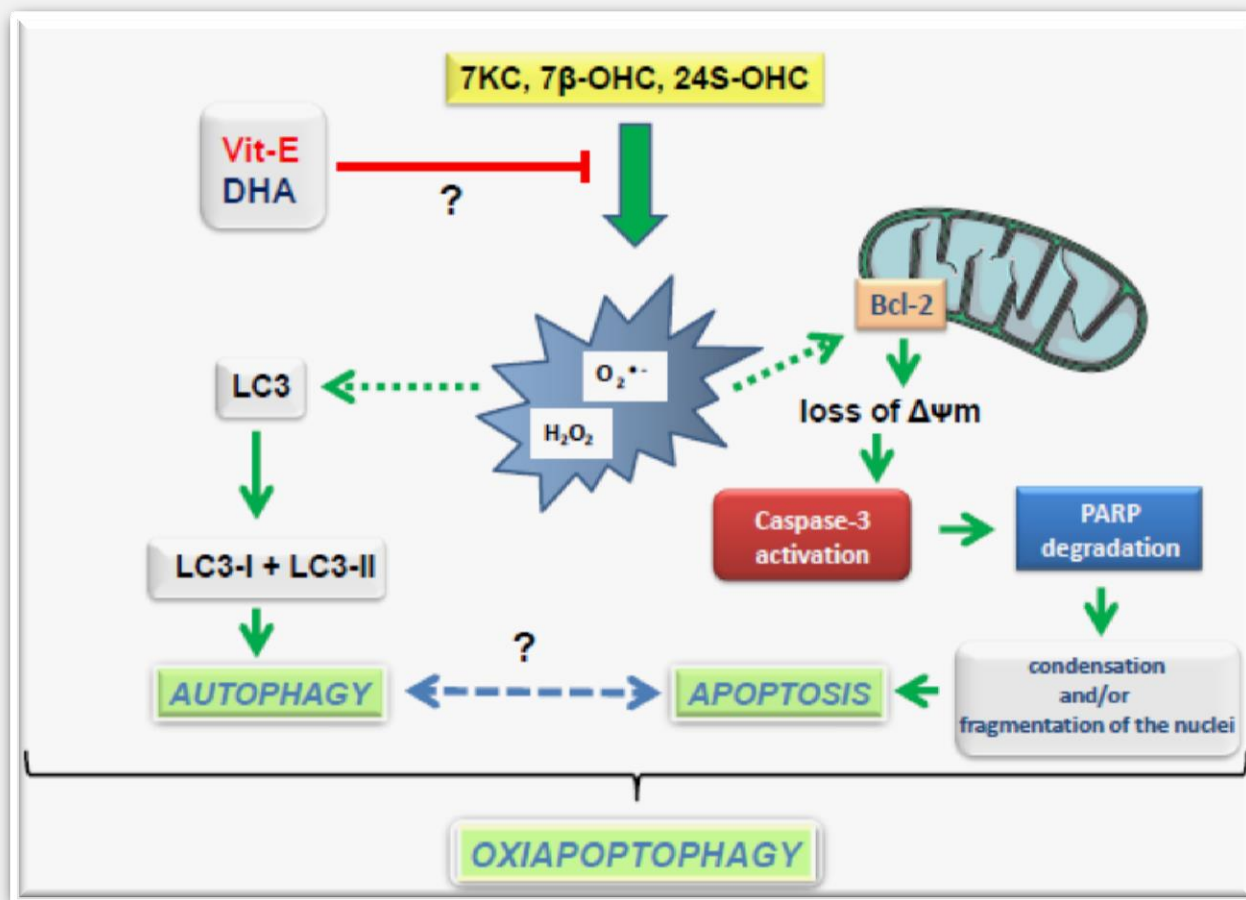 7KC, 7β-OHC, 24S-OHC
Vit-E
DHA
?
Bcl-2
O₂•-
H₂O₂
LC3
loss of ΔΨm
Caspase-3
activation
PARP
degradation
LC3-I + LC3-II
?
condensation
and/or
fragmentation of the nuclei
AUTOPHAGY
APOPTOSIS
OXIAPOPTOPHAGY